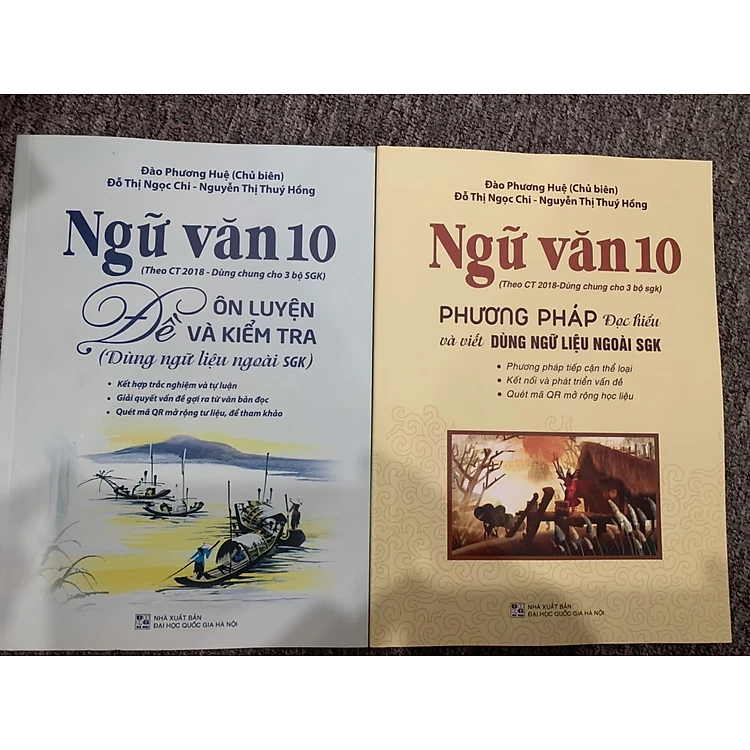 Đào Phương Huệ (Chủ biên)
Đỗ Thị Ngọc Chi - Nguyễn Thị Thuý Hồng
Ngữ văn 10
(Theo CT 2018 - Dùng chung cho 3 bộ SGK)
Đề ÔN LUYỆN
VÀ KIỂM TRA
(Dùng ngữ liệu ngoài SGK)
• Kết hợp trắc nghiệm và tự luận
• Giải quyết vấn đề gợi ra từ văn bản đọc
• Quét mã QR mở rộng tư liệu, đề tham khảo
NHÀ XUẤT BẢN
ĐẠI HỌC QUỐC GIA HÀ NỘI
Đào Phương Huệ (Chủ biên)
Đỗ Thị Ngọc Chi - Nguyễn Thị Thuý Hồng
Ngữ văn 10
(Theo CT 2018-Dùng chung cho 3 bộ sgk)
PHƯƠNG PHÁP Đọc hiểu
và viết DÙNG NGỮ LIỆU NGOÀI SGK
• Phương pháp tiếp cận thể loại
• Kết nối và phát triển vấn đề
• Quét mã QR mở rộng học liệu
NHÀ XUẤT BẢN
ĐẠI HỌC QUỐC GIA HÀ NỘI